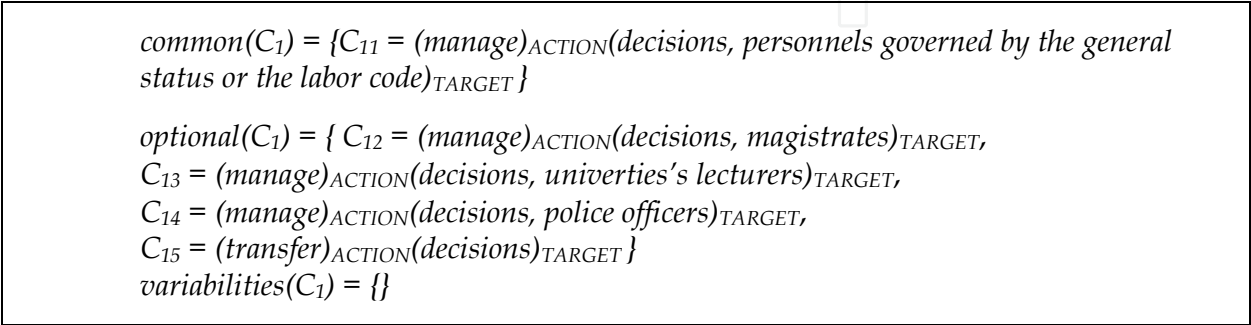 common(C₁) = {C₁₁ = (manage)ACTION(decisions, personnels governed by the general
status or the labor code)TARGET }
optional(C₁) = { C₁₂ = (manage)ACTION(decisions, magistrates)TARGET,
C₁₃ = (manage)ACTION(decisions, univerties's lecturers)TARGET,
C₁₄ = (manage)ACTION(decisions, police officers)TARGET,
C₁₅ = (transfer)ACTION(decisions)TARGET }
variabilities(C₁) = {}